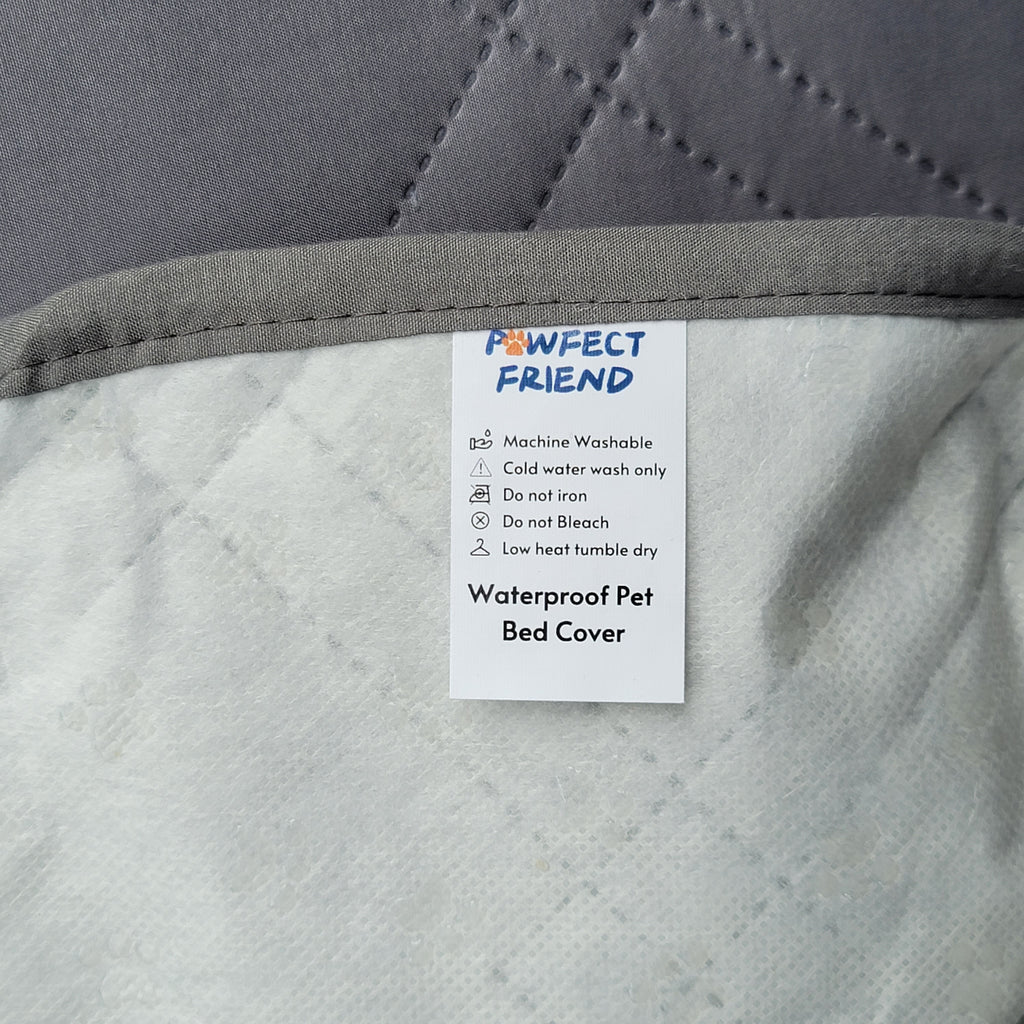 PAWFECT
FRIEND
Machine Washable
Cold water wash only
Do not iron
Do not Bleach
Low heat tumble dry
Waterproof Pet
Bed Cover